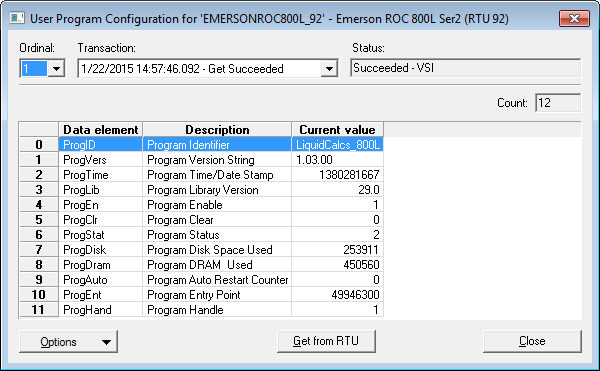 User Program Configuration for 'EMERSONROC800L_92' - Emerson ROC 800L Ser2 (RTU 92)
Ordinal: Transaction: Status:
1 1/22/2015 14:57:46.092 - Get Succeeded Succeeded - VSI
Count: 12
Data element Description Current value
0 ProgID Program Identifier LiquidCalcs_800L
1 ProgVers Program Version String 1.03.00
2 ProgTime Program Time/Date Stamp 1380281667
3 ProgLib Program Library Version 29.0
4 ProgEn Program Enable 1
5 ProgClr Program Clear 0
6 ProgStat Program Status 2
7 ProgDisk Program Disk Space Used 253911
8 ProgDram Program DRAM Used 450560
9 ProgAuto Program Auto Restart Counter 0
10 ProgEnt Program Entry Point 49946300
11 ProgHand Program Handle 1
Options Get from RTU Close